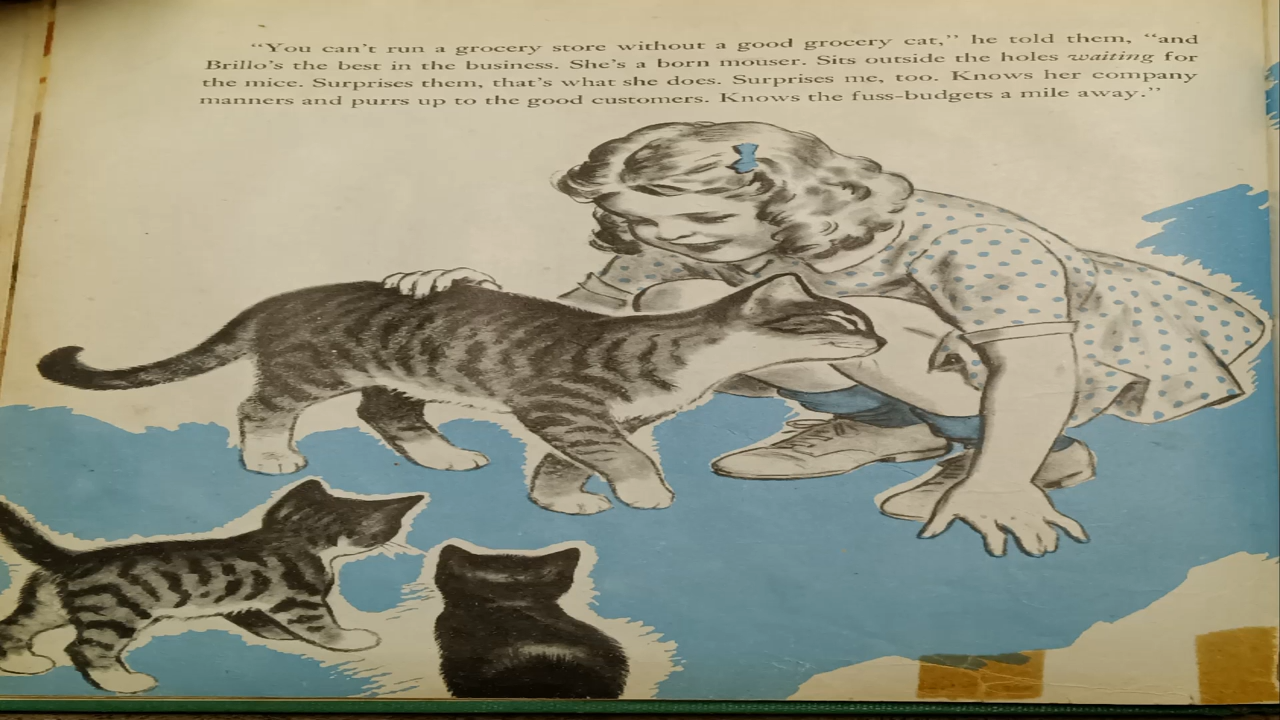 “You can’t run a grocery store without a good grocery cat,” he told them, “and
Brillo’s the best in the business. She’s a born mouser. Sits outside the holes waiting for
the mice. Surprises them, that’s what she does. Surprises me, too. Knows her company
manners and purrs up to the good customers. Knows the fuss-budgets a mile away.”